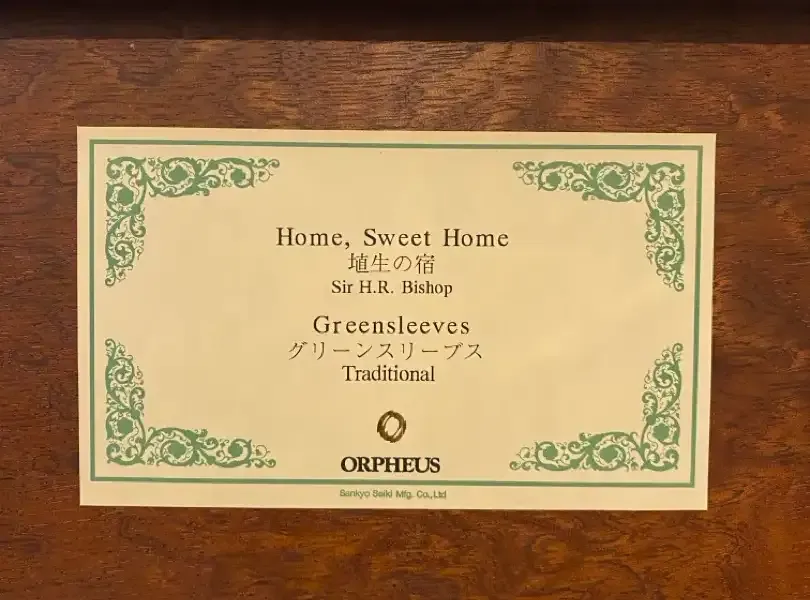 Home, Sweet Home
埴生の宿
Sir H.R. Bishop
Greensleeves
グリーンスリーブス
Traditional
ORPHEUS
Sankyo Seiki Mfg. Co., Ltd